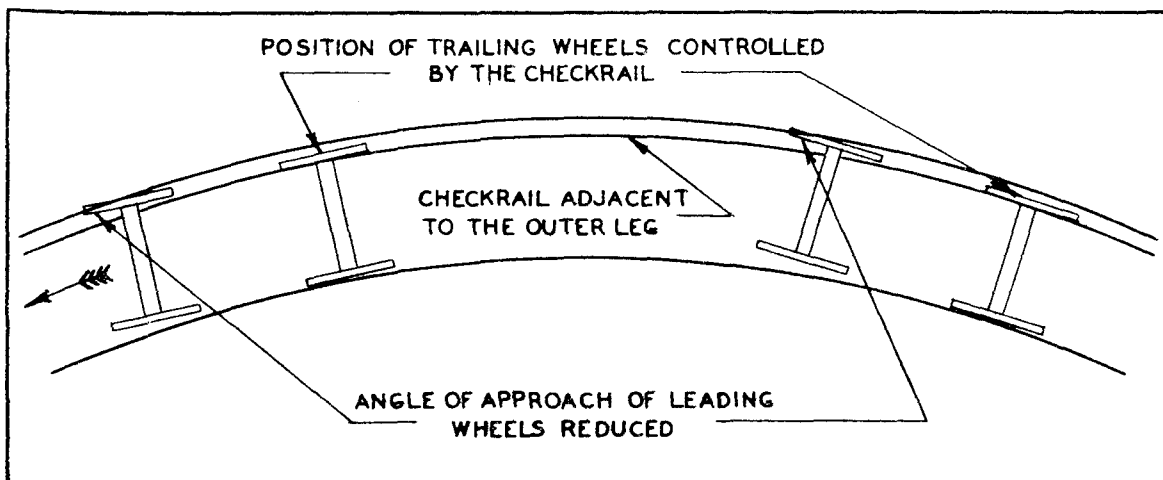 POSITION OF TRAILING WHEELS CONTROLLED
BY THE CHECKRAIL
CHECKRAIL ADJACENT
TO THE OUTER LEG
ANGLE OF APPROACH OF LEADING
WHEELS REDUCED